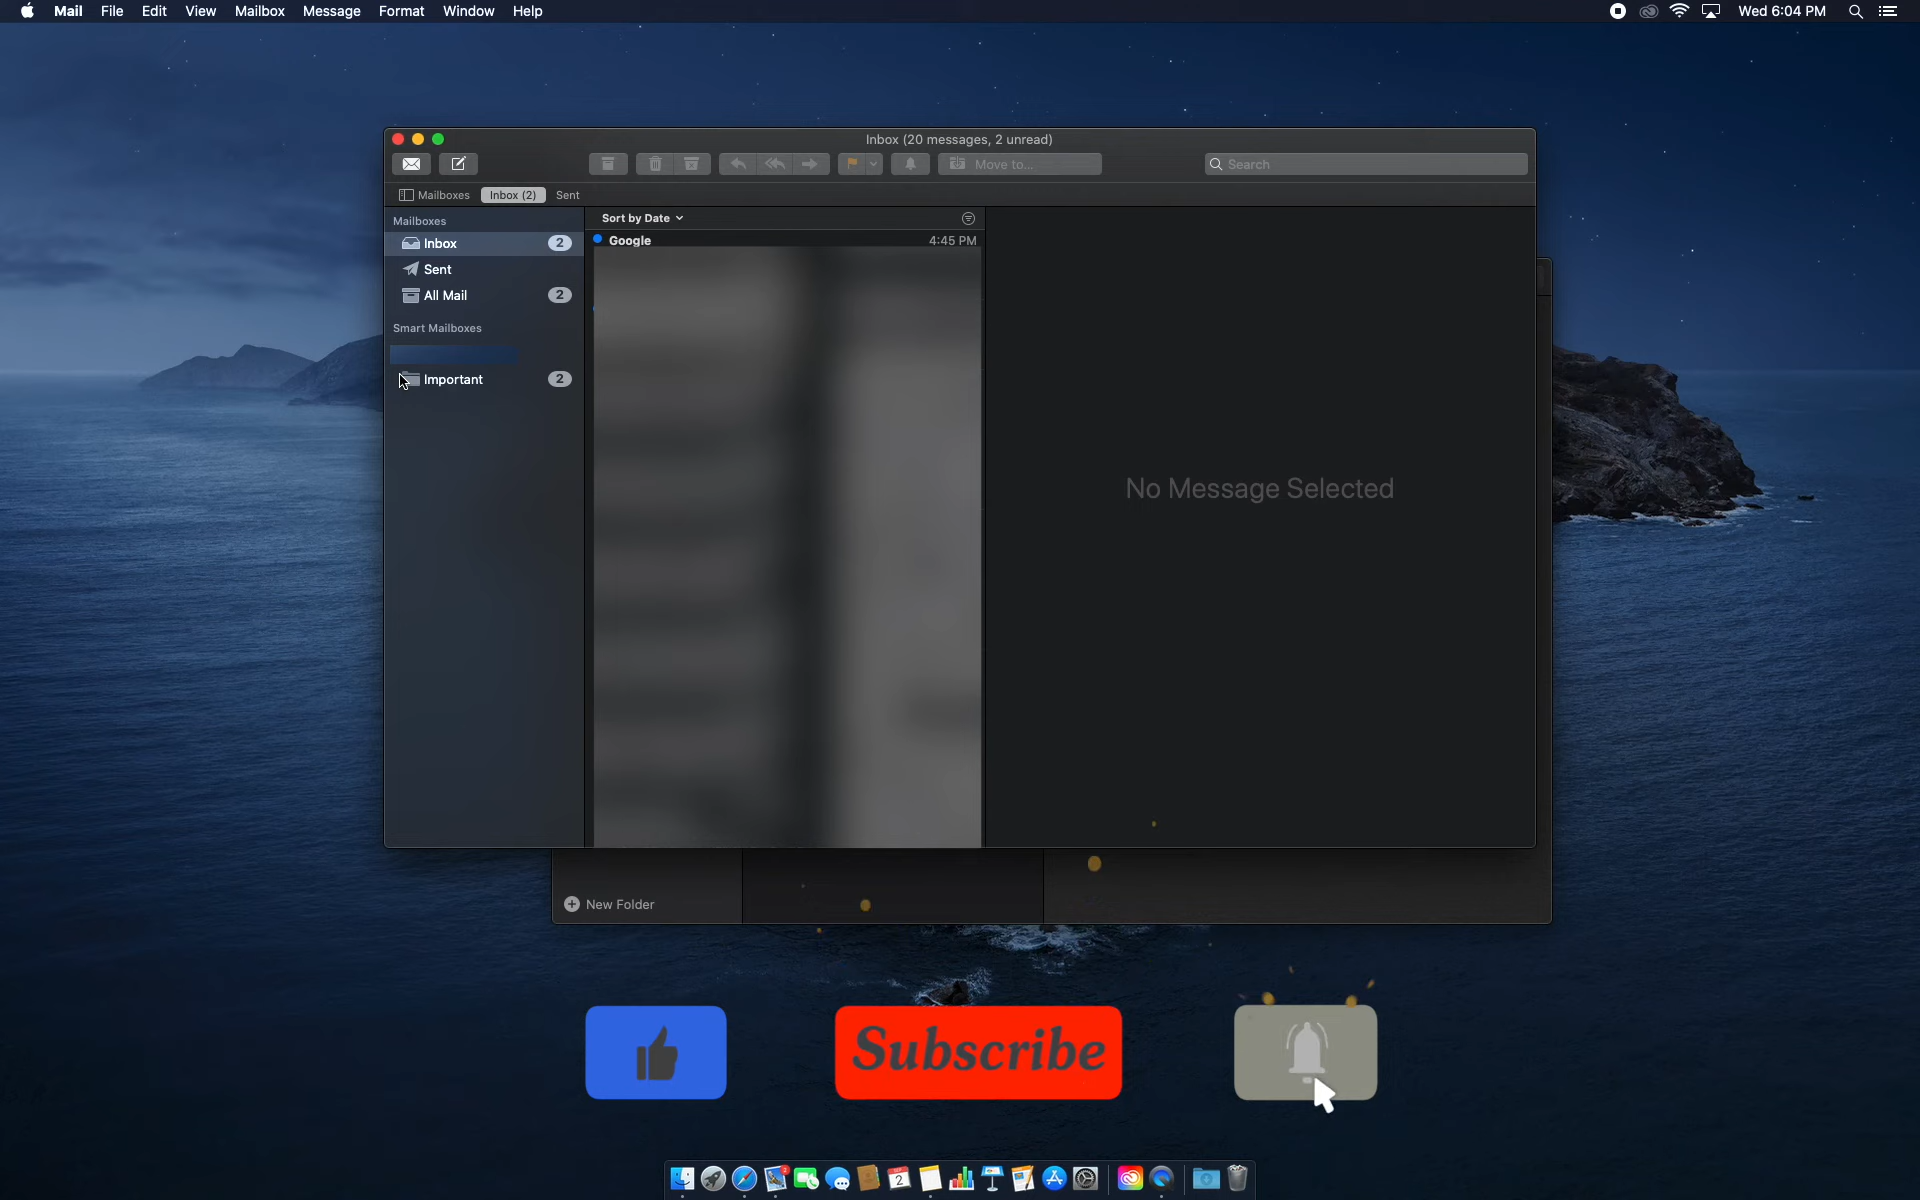 Mail File Edit View Mailbox Message Format Window Help
Wed 6:04 PM
Inbox (20 messages, 2 unread)
Move to...
Search
Mailboxes Inbox (2) Sent
Mailboxes
Inbox 2
Sent
All Mail 2
Smart Mailboxes
Important 2
Sort by Date
Google 4:45 PM
No Message Selected
New Folder
Subscribe
2